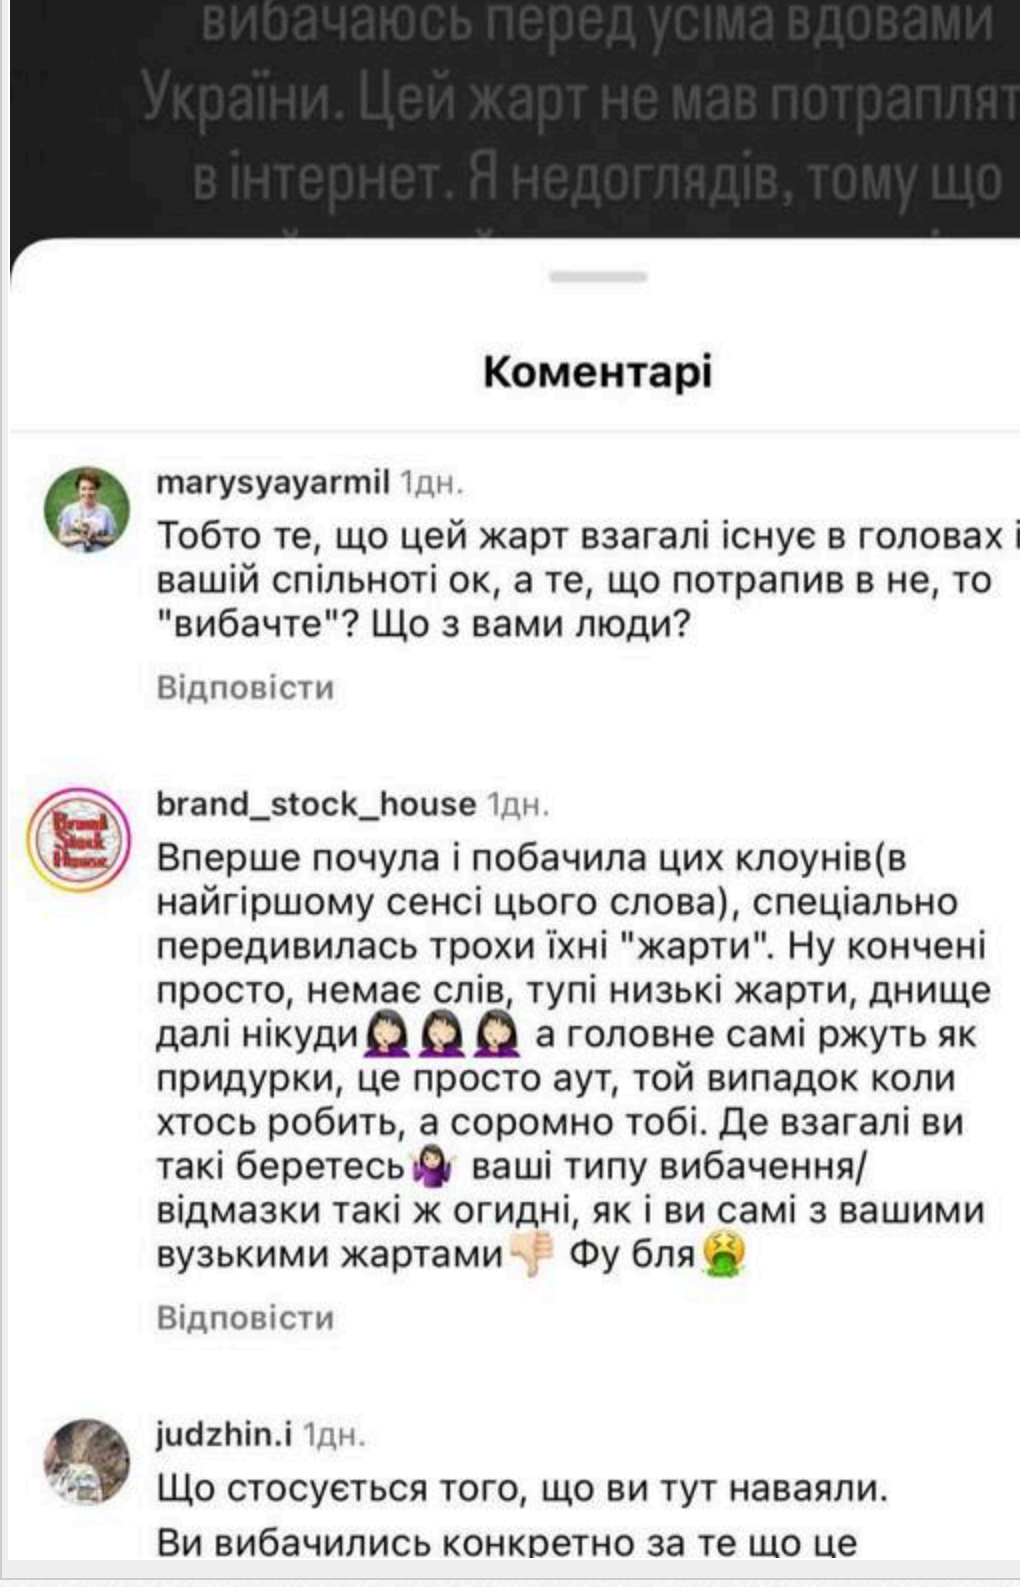 вибачаюсь перед усіма вдовами
України. Цей жарт не мав потраплят
в інтернет. Я недоглядів, тому що
Коментарі
marysyayarmil 1дн.
Тобто те, що цей жарт взагалі існує в головах і
вашій спільноті ок, а те, що потрапив в не, то
"вибачте"? Що з вами люди?
Відповісти
Brand
Stock
House
brand_stock_house 1дн.
Вперше почула і побачила цих клоунів(в
найгіршому сенсі цього слова), спеціально
передивилась трохи їхні "жарти". Ну кончені
просто, немає слів, тупі низькі жарти, днище
далі нікуди🤦🏻‍♀️🤦🏻‍♀️🤦🏻‍♀️ а головне самі ржуть як
придурки, це просто аут, той випадок коли
хтось робить, а соромно тобі. Де взагалі ви
такі беретесь🤷🏻‍♀️ ваші типу вибачення/
відмазки такі ж огидні, як і ви самі з вашими
вузькими жартами👎🏻 Фу бля🤮
Відповісти
judzhin.i 1дн.
Що стосується того, що ви тут наваяли.
Ви вибачились конкретно за те що це